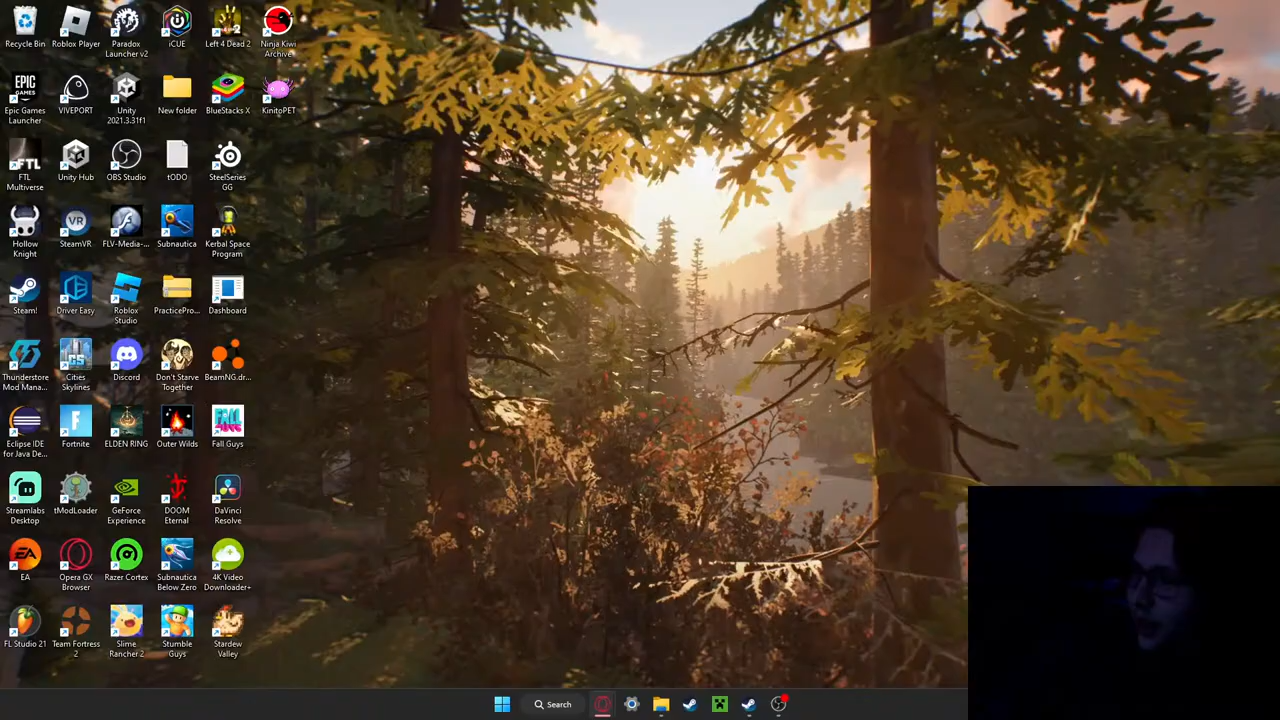 Recycle Bin
Roblox Player
Paradox
Launcher v2
iCUE
Left 4 Dead 2
Ninja Kiwi
Archive
EPIC
GAMES
Epic Games
Launcher
VIVEPORT
Unity
2021.3.31f1
New folder
BlueStacks X
KinitoPET
FTL
FTL
Multiverse
Unity Hub
OBS Studio
tODO
SteelSeries
GG
Hollow
Knight
VR
SteamVR
FLV-Media-...
Subnautica
Kerbal Space
Program
Steam!
Driver Easy
Roblox
Studio
PracticePro...
Dashboard
Thunderstore
Mod Mana...
Cities
Skylines
Discord
Don't Starve
Together
BeamNG.dr...
Eclipse IDE
for Java De...
Fortnite
ELDEN RING
Outer Wilds
FALL
GUYS
Fall Guys
Streamlabs
Desktop
tModLoader
GeForce
Experience
DOOM
Eternal
DaVinci
Resolve
EA
EA
Opera GX
Browser
Razer Cortex
Subnautica
Below Zero
4K Video
Downloader+
FL Studio 21
Team Fortress
2
Slime
Rancher 2
Stumble
Guys
Stardew
Valley
Search